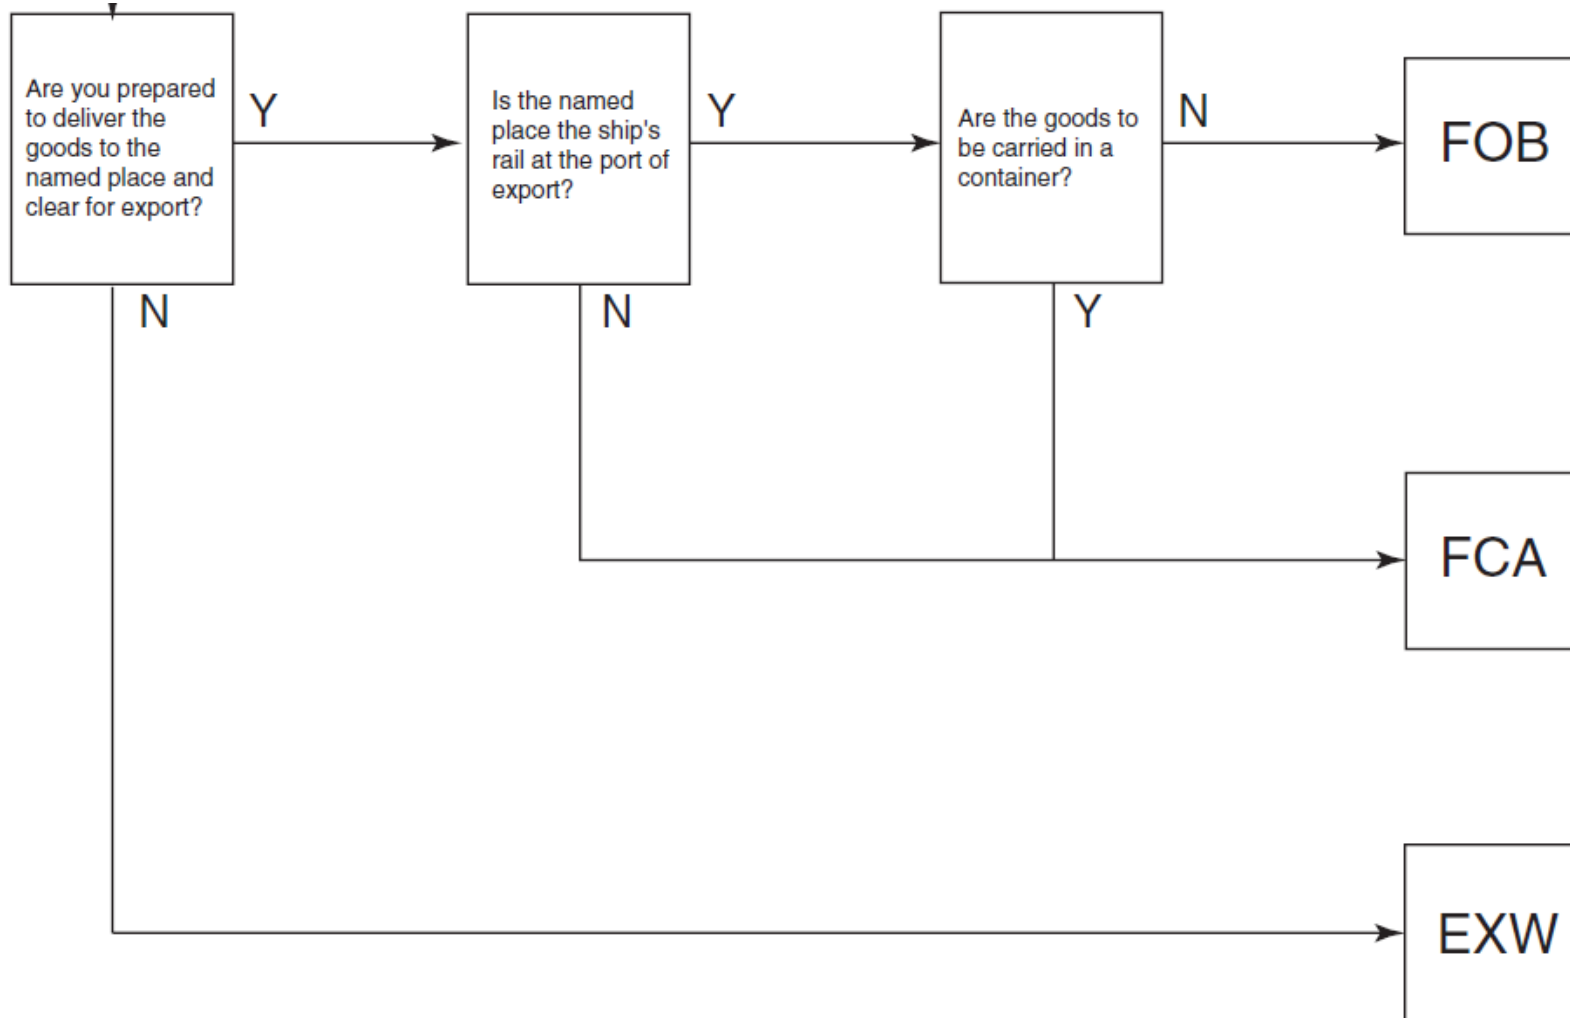 Are you prepared
to deliver the
goods to the
named place and
clear for export?
Y
N
Is the named
place the ship's
rail at the port of
export?
Y
N
Are the goods to
be carried in a
container?
N
Y
FOB
FCA
EXW